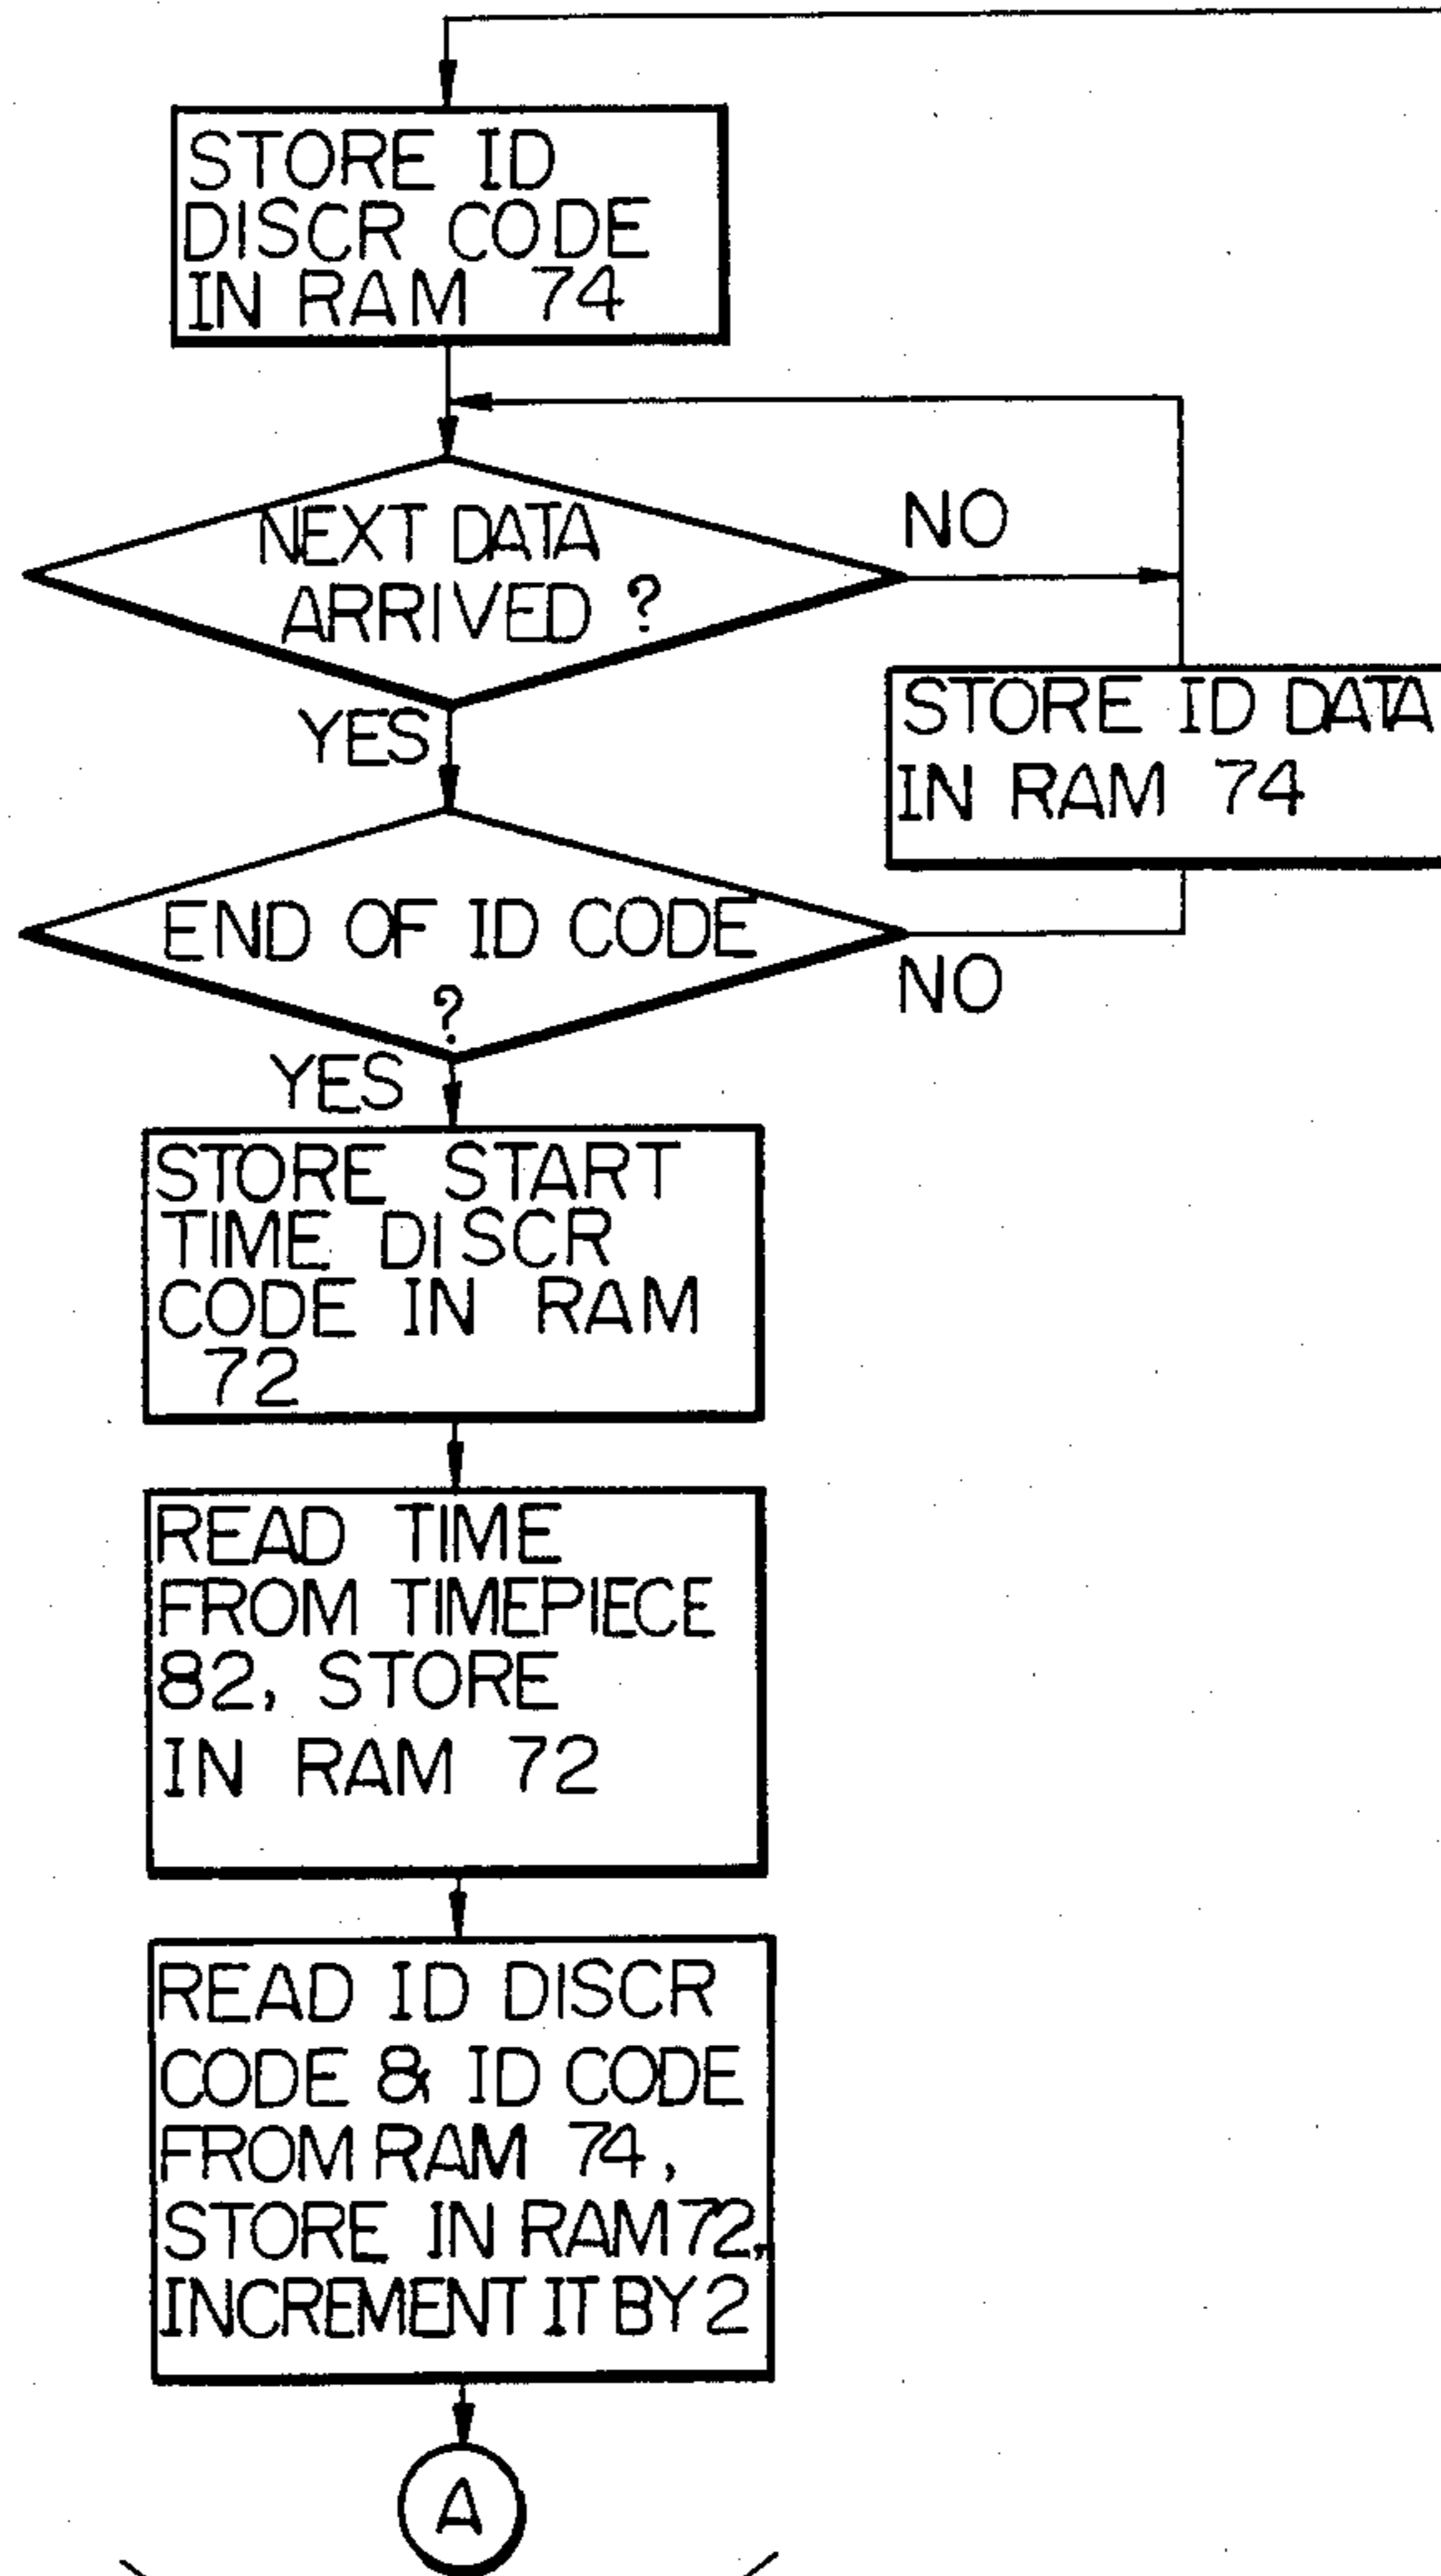 STORE ID
DISCR CODE
IN RAM 74
NEXT DATA
ARRIVED ?
NO
YES
STORE ID DATA
IN RAM 74
END OF ID CODE
?
NO
YES
STORE START
TIME DISCR
CODE IN RAM
72
READ TIME
FROM TIMEPIECE
82, STORE
IN RAM 72
READ ID DISCR
CODE & ID CODE
FROM RAM 74,
STORE IN RAM 72,
INCREMENT IT BY 2
A